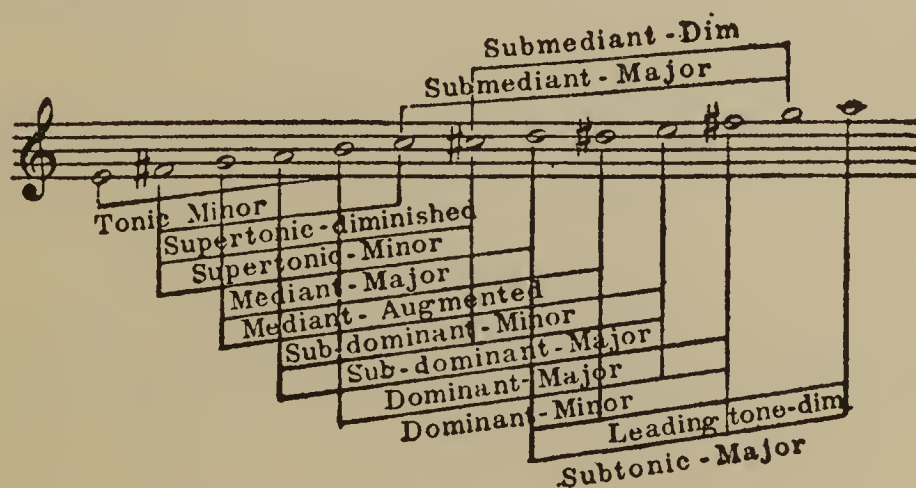 Submediant - Dim
Submediant - Major
Tonic Minor
Supertonic - diminished
Supertonic - Minor
Mediant - Major
Mediant - Augmented
Sub-dominant - Minor
Sub-dominant - Major
Dominant - Major
Dominant - Minor
Leading tone-dim
Subtonic - Major